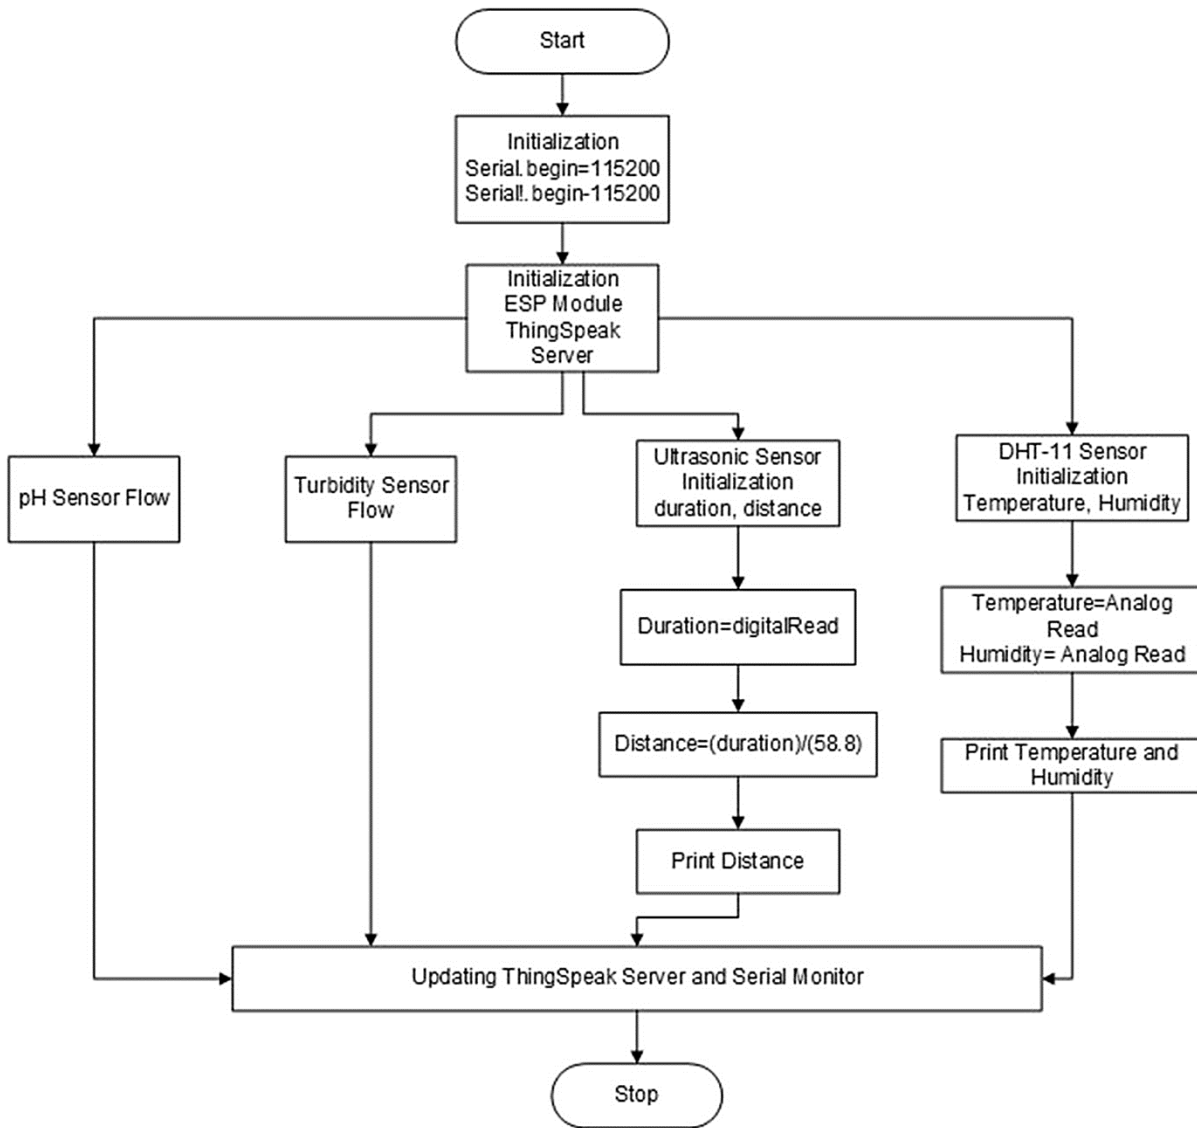 Start
Initialization
Serial.begin=115200
Serial!.begin-115200
Initialization
ESP Module
ThingSpeak
Server
pH Sensor Flow
Turbidity Sensor
Flow
Ultrasonic Sensor
Initialization
duration, distance
Duration=digitalRead
Distance=(duration)/(58.8)
Print Distance
DHT-11 Sensor
Initialization
Temperature, Humidity
Temperature=Analog
Read
Humidity= Analog Read
Print Temperature and
Humidity
Updating ThingSpeak Server and Serial Monitor
Stop